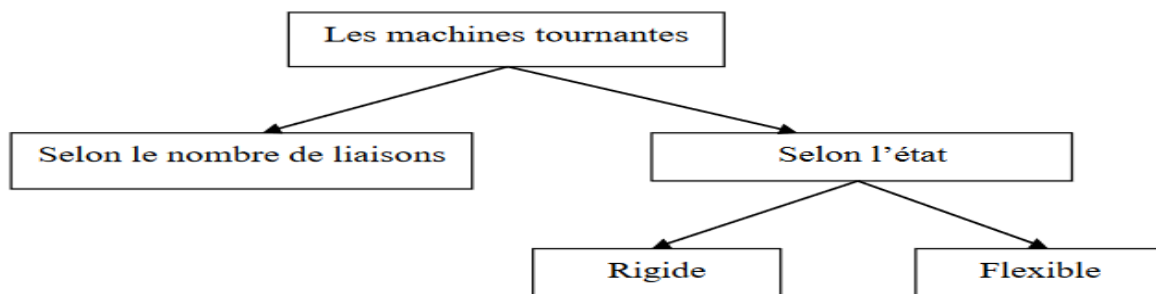 Les machines tournantes
Selon le nombre de liaisons
Selon l’état
Rigide
Flexible